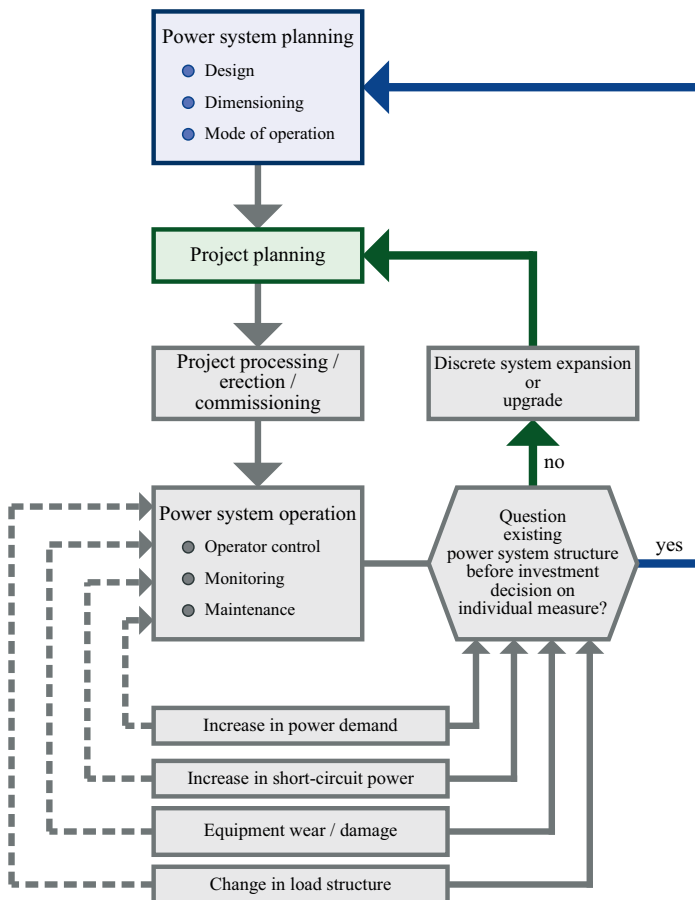 Power system planning
Design
Dimensioning
Mode of operation
Project planning
Project processing /
erection /
commissioning
Discrete system expansion
or
upgrade
no
Power system operation
Operator control
Monitoring
Maintenance
Question
existing
power system structure
before investment
decision on
individual measure?
yes
Increase in power demand
Increase in short-circuit power
Equipment wear / damage
Change in load structure